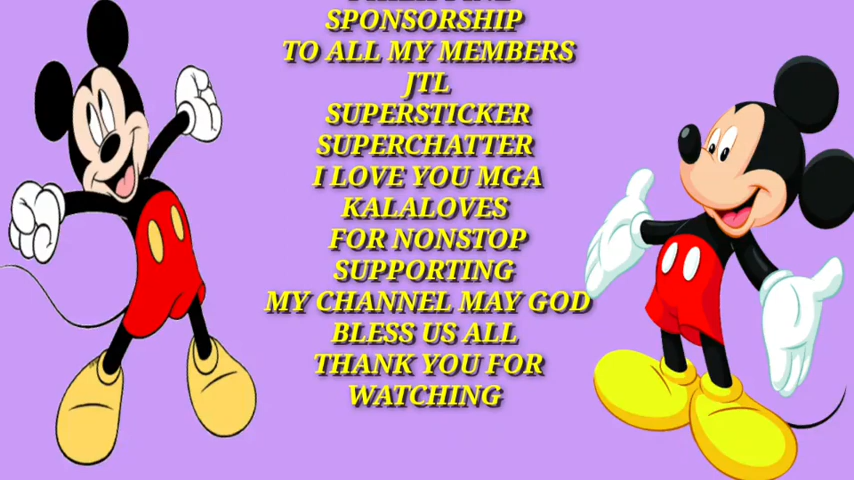 SPONSORSHIP
TO ALL MY MEMBERS
JTL
SUPERSTICKER
SUPERCHATTER
I LOVE YOU MGA
KALALOVES
FOR NONSTOP
SUPPORTING
MY CHANNEL MAY GOD
BLESS US ALL
THANK YOU FOR
WATCHING